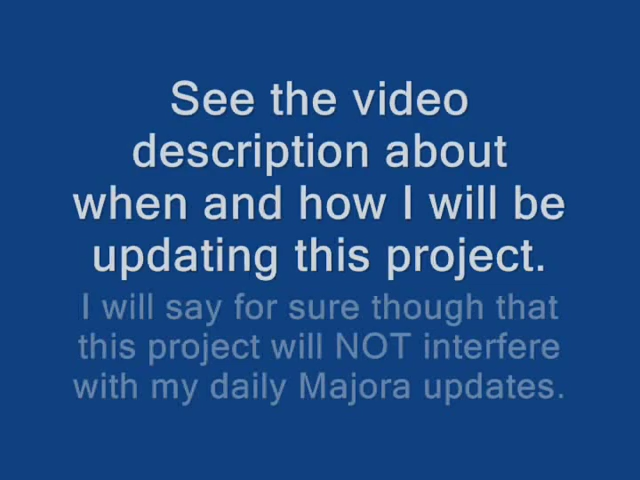 See the video
description about
when and how I will be
updating this project.
I will say for sure though that
this project will NOT interfere
with my daily Majora updates.